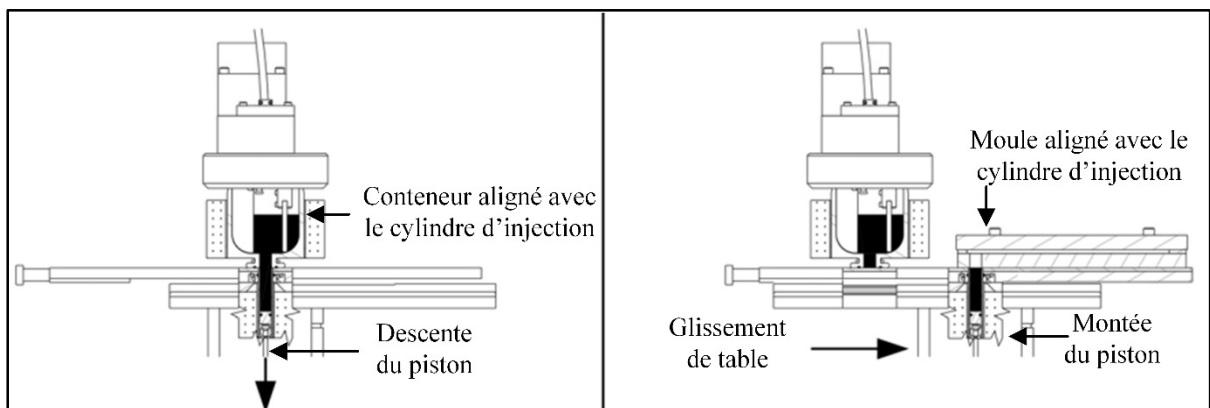 Conteneur aligné avec
le cylindre d’injection
Descente
du piston
Moule aligné avec le
cylindre d’injection
Glissement
de table
Montée
du piston